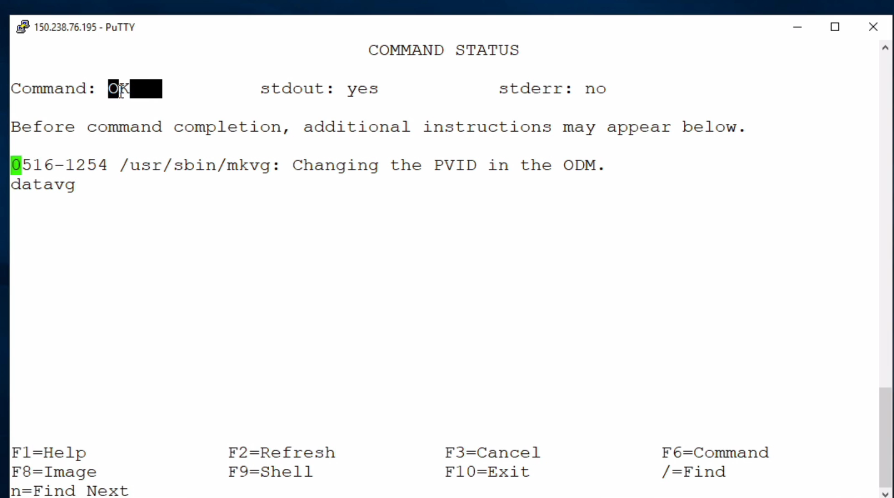 150.238.76.195 - PuTTY
COMMAND STATUS
Command: OK stdout: yes stderr: no
Before command completion, additional instructions may appear below.
0516-1254 /usr/sbin/mkvg: Changing the PVID in the ODM.
datavg
F1=Help F2=Refresh F3=Cancel F6=Command
F8=Image F9=Shell F10=Exit /=Find
n=Find Next